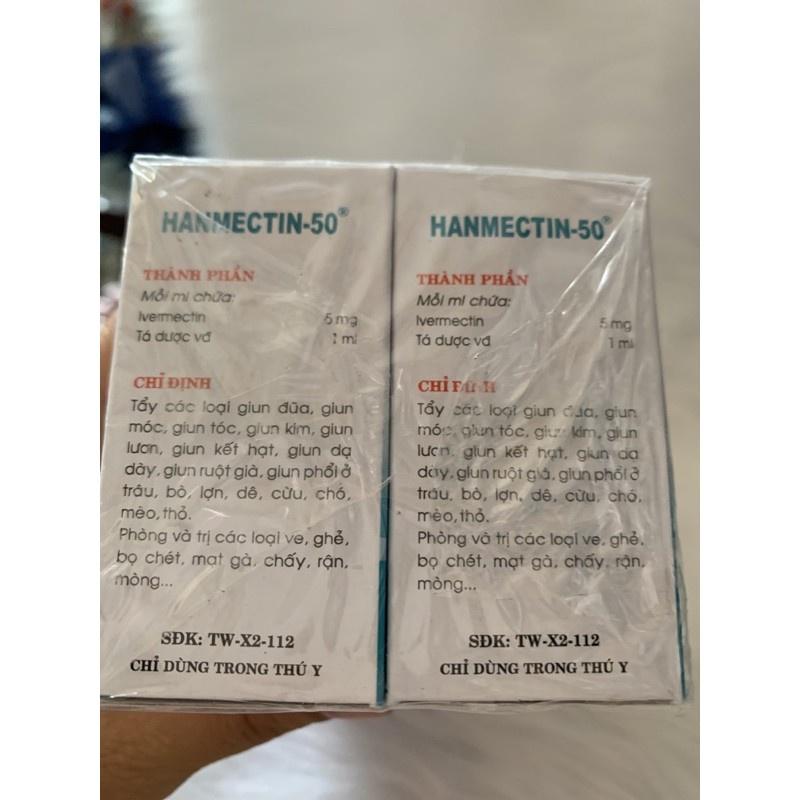 HANMECTIN-50®
THÀNH PHẦN
Mỗi ml chứa:
Ivermectin 5 mg
Tá dược vđ 1 ml
CHỈ ĐỊNH
Tẩy các loại giun đũa, giun
móc, giun tóc, giun kim, giun
lươn, giun kết hạt, giun dạ
dày, giun ruột già, giun phổi ở
trâu, bò, lợn, dê, cừu, chó,
mèo, thỏ.
Phòng và trị các loại ve, ghẻ,
bọ chét, mạt gà, chấy, rận,
mòng...
SĐK: TW-X2-112
CHỈ DÙNG TRONG THÚ Y
HANMECTIN-50®
THÀNH PHẦN
Mỗi ml chứa:
Ivermectin 5 mg
Tá dược vđ 1 ml
CHỈ ĐỊNH
Tẩy các loại giun đũa, giun
móc, giun tóc, giun kim, giun
lươn, giun kết hạt, giun dạ
dày, giun ruột già, giun phổi ở
trâu, bò, lợn, dê, cừu, chó,
mèo, thỏ.
Phòng và trị các loại ve, ghẻ,
bọ chét, mạt gà, chấy, rận,
mòng...
SĐK: TW-X2-112
CHỈ DÙNG TRONG THÚ Y